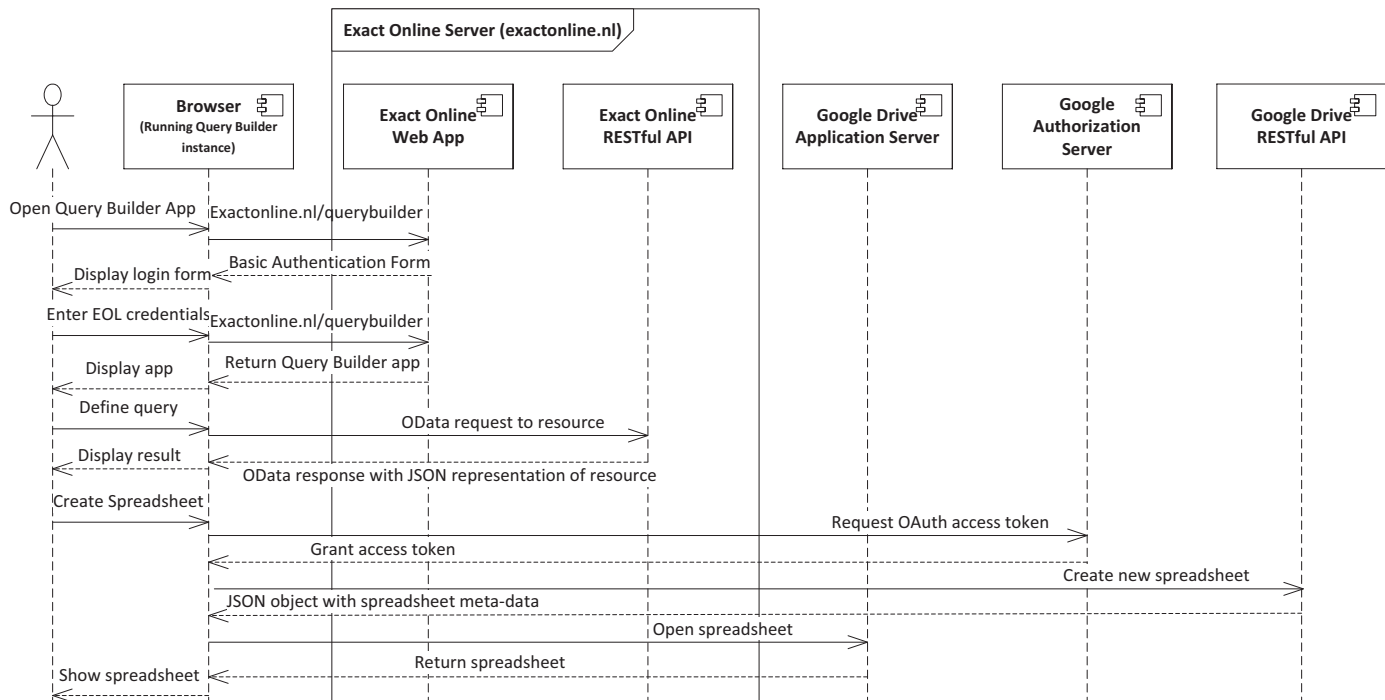 Exact Online Server (exactonline.nl)
Browser
(Running Query Builder
instance)
Exact Online
Web App
Exact Online
RESTful API
Google Drive
Application Server
Google
Authorization
Server
Google Drive
RESTful API
Open Query Builder App
Exactonline.nl/querybuilder
Basic Authentication Form
Display login form
Enter EOL credentials
Exactonline.nl/querybuilder
Return Query Builder app
Display app
Define query
OData request to resource
Display result
OData response with JSON representation of resource
Create Spreadsheet
Request OAuth access token
Grant access token
Create new spreadsheet
JSON object with spreadsheet meta-data
Open spreadsheet
Return spreadsheet
Show spreadsheet